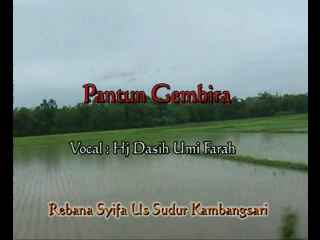 Pantun Gembira
Vocal : Hj Dasih Umi Farah
Rebana Syifa Us Sudur Kambangsari